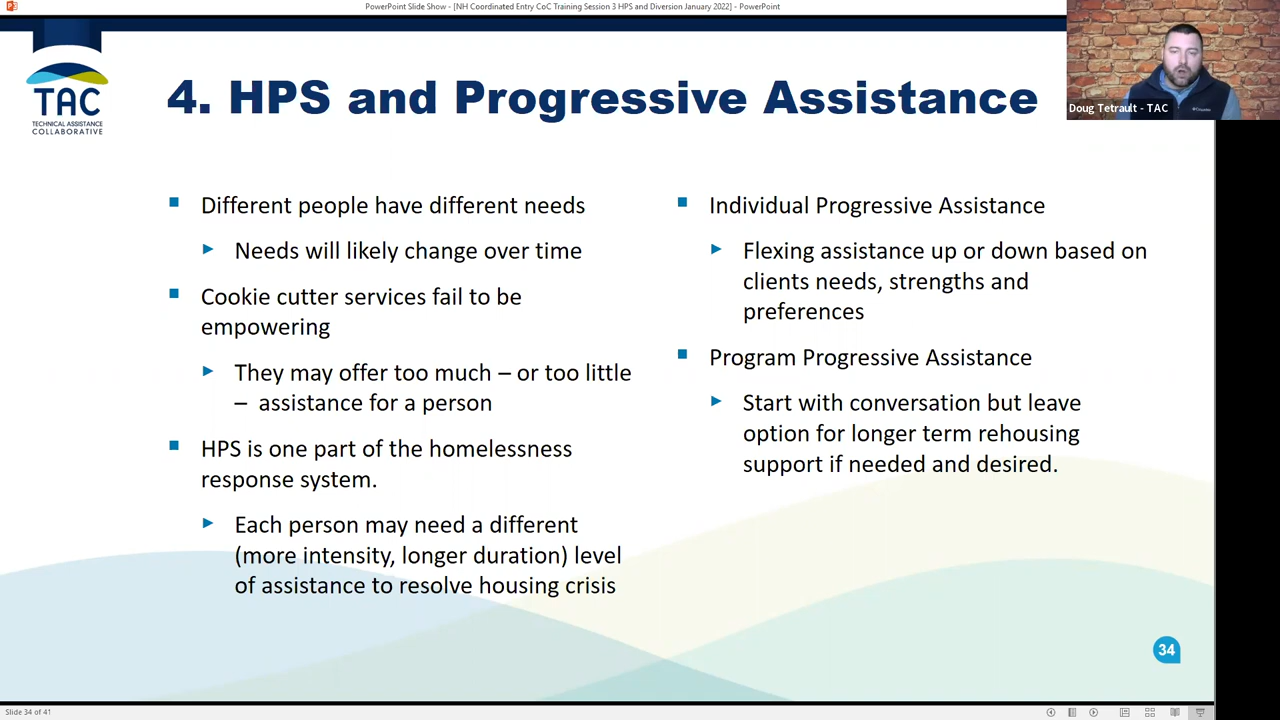 PowerPoint Slide Show - [NH Coordinated Entry CoC Training Session 3 HPS and Diversion January 2022] - PowerPoint
TAC
TECHNICAL ASSISTANCE
COLLABORATIVE
4. HPS and Progressive Assistance
Doug Tetrault - TAC
Different people have different needs
Needs will likely change over time
Cookie cutter services fail to be
empowering
They may offer too much – or too little
– assistance for a person
HPS is one part of the homelessness
response system.
Each person may need a different
(more intensity, longer duration) level
of assistance to resolve housing crisis
Individual Progressive Assistance
Flexing assistance up or down based on
clients needs, strengths and
preferences
Program Progressive Assistance
Start with conversation but leave
option for longer term rehousing
support if needed and desired.
34
Slide 34 of 41